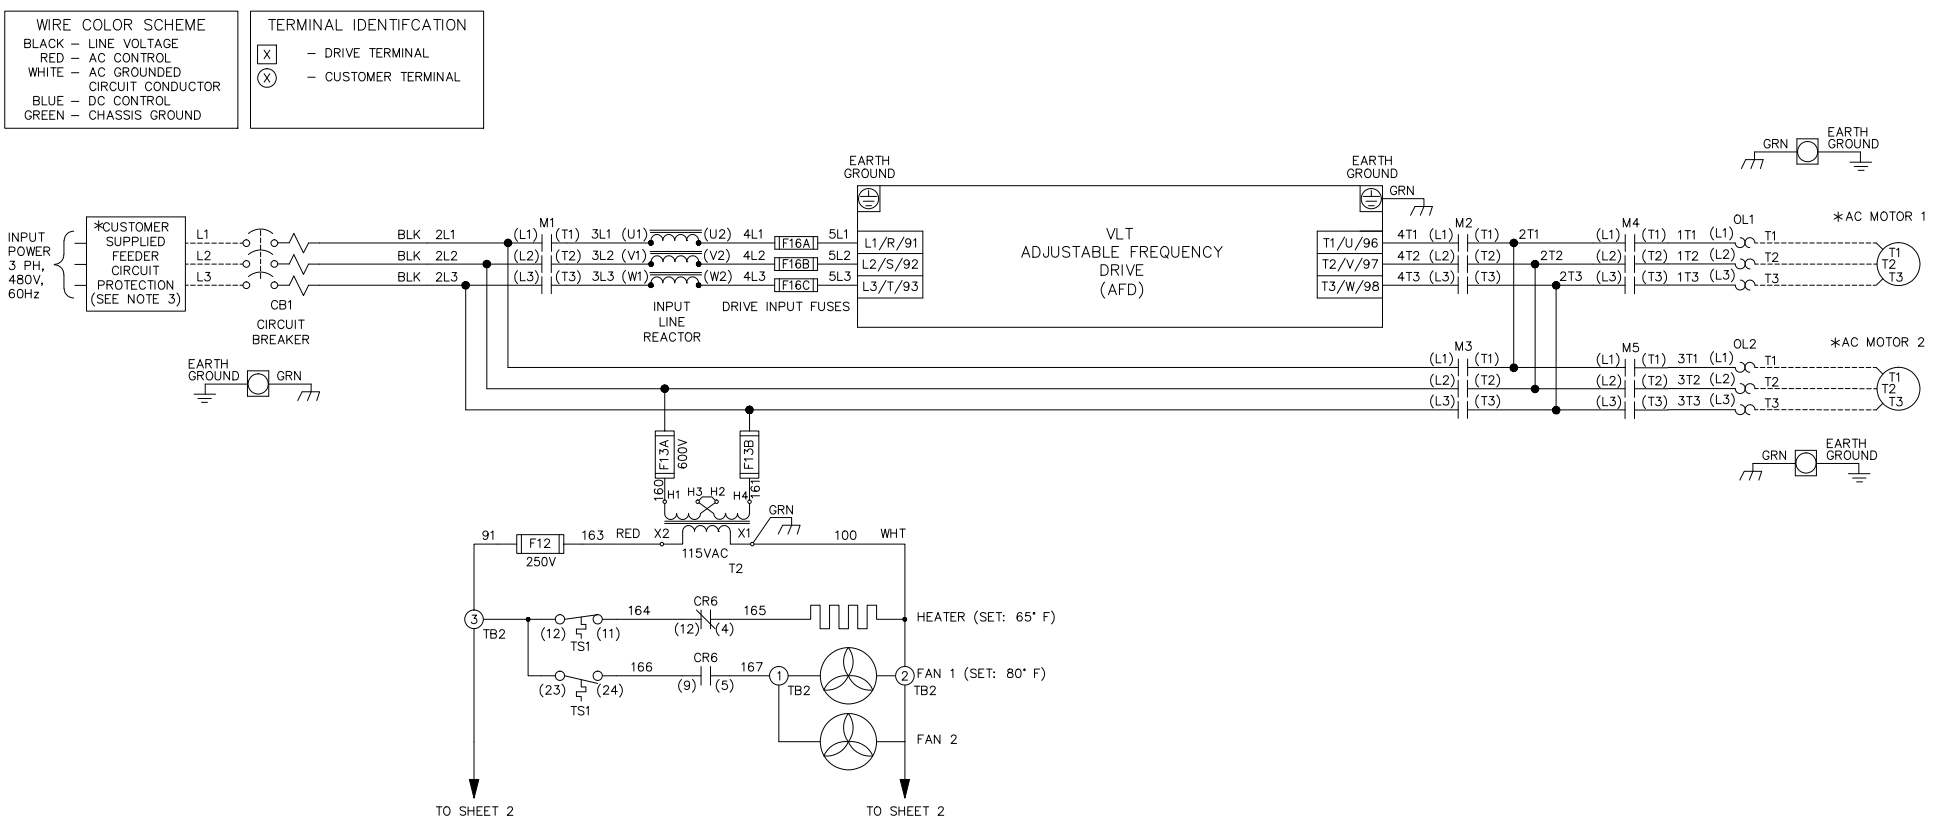 WIRE COLOR SCHEME
BLACK – LINE VOLTAGE
RED – AC CONTROL
WHITE – AC GROUNDED
CIRCUIT CONDUCTOR
BLUE – DC CONTROL
GREEN – CHASSIS GROUND
TERMINAL IDENTIFCATION
X – DRIVE TERMINAL
X – CUSTOMER TERMINAL
INPUT
POWER
3 PH,
480V,
60Hz
*CUSTOMER
SUPPLIED
FEEDER
CIRCUIT
PROTECTION
(SEE NOTE 3)
L1
L2
L3
CB1
CIRCUIT
BREAKER
EARTH
GROUND
GRN
M1
BLK 2L1 (L1) (T1) 3L1 (U1) (U2) 4L1 F16A 5L1
BLK 2L2 (L2) (T2) 3L2 (V1) (V2) 4L2 F16B 5L2
BLK 2L3 (L3) (T3) 3L3 (W1) (W2) 4L3 F16C 5L3
INPUT
LINE
REACTOR
DRIVE INPUT FUSES
EARTH
GROUND
L1/R/91
L2/S/92
L3/T/93
VLT
ADJUSTABLE FREQUENCY
DRIVE
(AFD)
EARTH
GROUND
GRN
T1/U/96
T2/V/97
T3/W/98
M2 M4 OL1
4T1 (L1) (T1) 2T1 (L1) (T1) 1T1 (L1) T1
4T2 (L2) (T2) 2T2 (L2) (T2) 1T2 (L2) T2
4T3 (L3) (T3) 2T3 (L3) (T3) 1T3 (L3) T3
GRN
EARTH
GROUND
*AC MOTOR 1
T1
T2
T3
M3 M5 OL2
(L1) (T1) (L1) (T1) 3T1 (L1) T1
(L2) (T2) (L2) (T2) 3T2 (L2) T2
(L3) (T3) (L3) (T3) 3T3 (L3) T3
*AC MOTOR 2
T1
T2
T3
GRN
EARTH
GROUND
F13A
600V
F13B
160
161
H1 H3 H2 H4
GRN
91 F12 163 RED X2 X1 100 WHT
250V
115VAC
T2
3
TB2
(12) (11)
TS1
164
CR6
(12) (4)
165
HEATER (SET: 65° F)
(23) (24)
TS1
166
CR6
(9) (5)
167
1
TB2
2
TB2
FAN 1 (SET: 80° F)
FAN 2
TO SHEET 2
TO SHEET 2